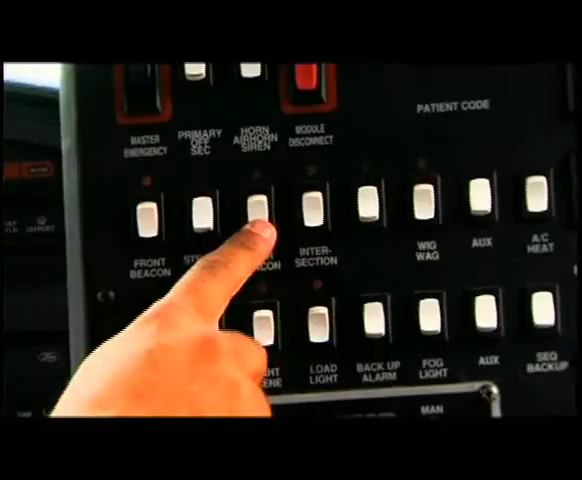 PATIENT CODE
MASTER
EMERGENCY
PRIMARY
OFF
SEC
HORN
AIRHORN
SIREN
MODULE
DISCONNECT
FRONT
BEACON
INTER-
SECTION
WIG
WAG
AUX
A/C
HEAT
LOAD
LIGHT
BACK UP
ALARM
FOG
LIGHT
AUX
SEQ
BACKUP
MAN